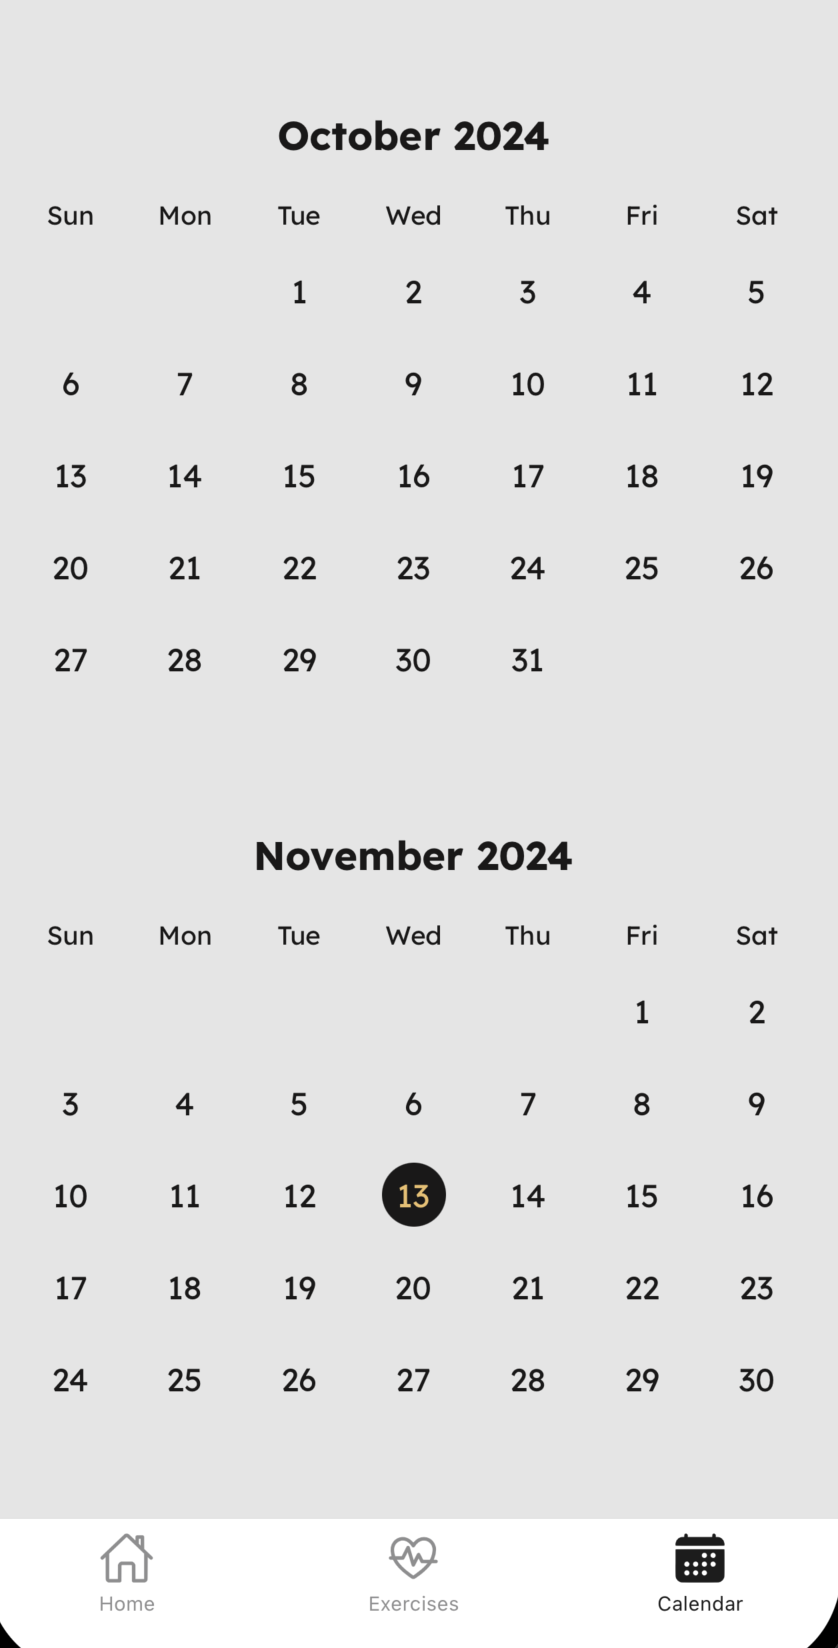 October 2024
Sun Mon Tue Wed Thu Fri Sat
1 2 3 4 5
6 7 8 9 10 11 12
13 14 15 16 17 18 19
20 21 22 23 24 25 26
27 28 29 30 31
November 2024
Sun Mon Tue Wed Thu Fri Sat
1 2
3 4 5 6 7 8 9
10 11 12 13 14 15 16
17 18 19 20 21 22 23
24 25 26 27 28 29 30
Home Exercises Calendar